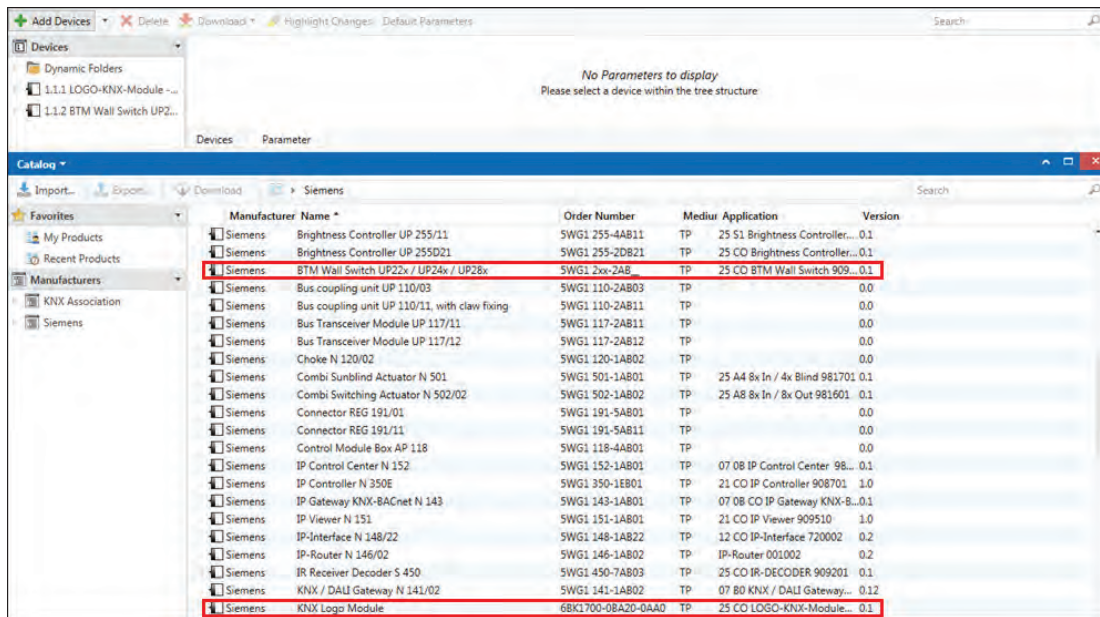 Add Devices Delete Download Highlight Changes Default Parameters Search
Devices
Dynamic Folders
1.1.1 LOGO-KNX-Module -...
1.1.2 BTM Wall Switch UP2...
No Parameters to display
Please select a device within the tree structure
Devices Parameter
Catalog
Import... Export... Download Siemens Search
Favorites
My Products
Recent Products
Manufacturers
KNX Association
Siemens
Manufacturer Name Order Number Mediur Application Version
Siemens Brightness Controller UP 255/11 5WG1 255-4AB11 TP 25 S1 Brightness Controller... 0.1
Siemens Brightness Controller UP 255D21 5WG1 255-2DB21 TP 25 CO Brightness Controller... 0.1
Siemens BTM Wall Switch UP22x / UP24x / UP28x 5WG1 2xx-2AB__ TP 25 CO BTM Wall Switch 909... 0.1
Siemens Bus coupling unit UP 110/03 5WG1 110-2AB03 TP 0.0
Siemens Bus coupling unit UP 110/11, with claw fixing 5WG1 110-2AB11 TP 0.0
Siemens Bus Transceiver Module UP 117/11 5WG1 117-2AB11 TP 0.0
Siemens Bus Transceiver Module UP 117/12 5WG1 117-2AB12 TP 0.0
Siemens Choke N 120/02 5WG1 120-1AB02 TP 0.0
Siemens Combi Sunblind Actuator N 501 5WG1 501-1AB01 TP 25 A4 8x In / 4x Blind 981701 0.1
Siemens Combi Switching Actuator N 502/02 5WG1 502-1AB02 TP 25 A8 8x In / 8x Out 981601 0.1
Siemens Connector REG 191/01 5WG1 191-5AB01 TP 0.0
Siemens Connector REG 191/11 5WG1 191-5AB11 TP 0.0
Siemens Control Module Box AP 118 5WG1 118-4AB01 TP 0.0
Siemens IP Control Center N 152 5WG1 152-1AB01 TP 07 0B IP Control Center 98... 0.1
Siemens IP Controller N 350E 5WG1 350-1EB01 TP 21 CO IP Controller 908701 1.0
Siemens IP Gateway KNX-BACnet N 143 5WG1 143-1AB01 TP 07 0B CO IP Gateway KNX-B... 0.1
Siemens IP Viewer N 151 5WG1 151-1AB01 TP 21 CO IP Viewer 909510 1.0
Siemens IP-Interface N 148/22 5WG1 148-1AB22 TP 12 CO IP-Interface 720002 0.2
Siemens IP-Router N 146/02 5WG1 146-1AB02 TP IP-Router 001002 0.2
Siemens IR Receiver Decoder S 450 5WG1 450-7AB03 TP 25 CO IR-DECODER 909201 0.1
Siemens KNX / DALI Gateway N 141/02 5WG1 141-1AB02 TP 07 B0 KNX / DALI Gateway... 0.12
Siemens KNX Logo Module 6BK1700-0BA20-0AA0 TP 25 CO LOGO-KNX-Module... 0.1